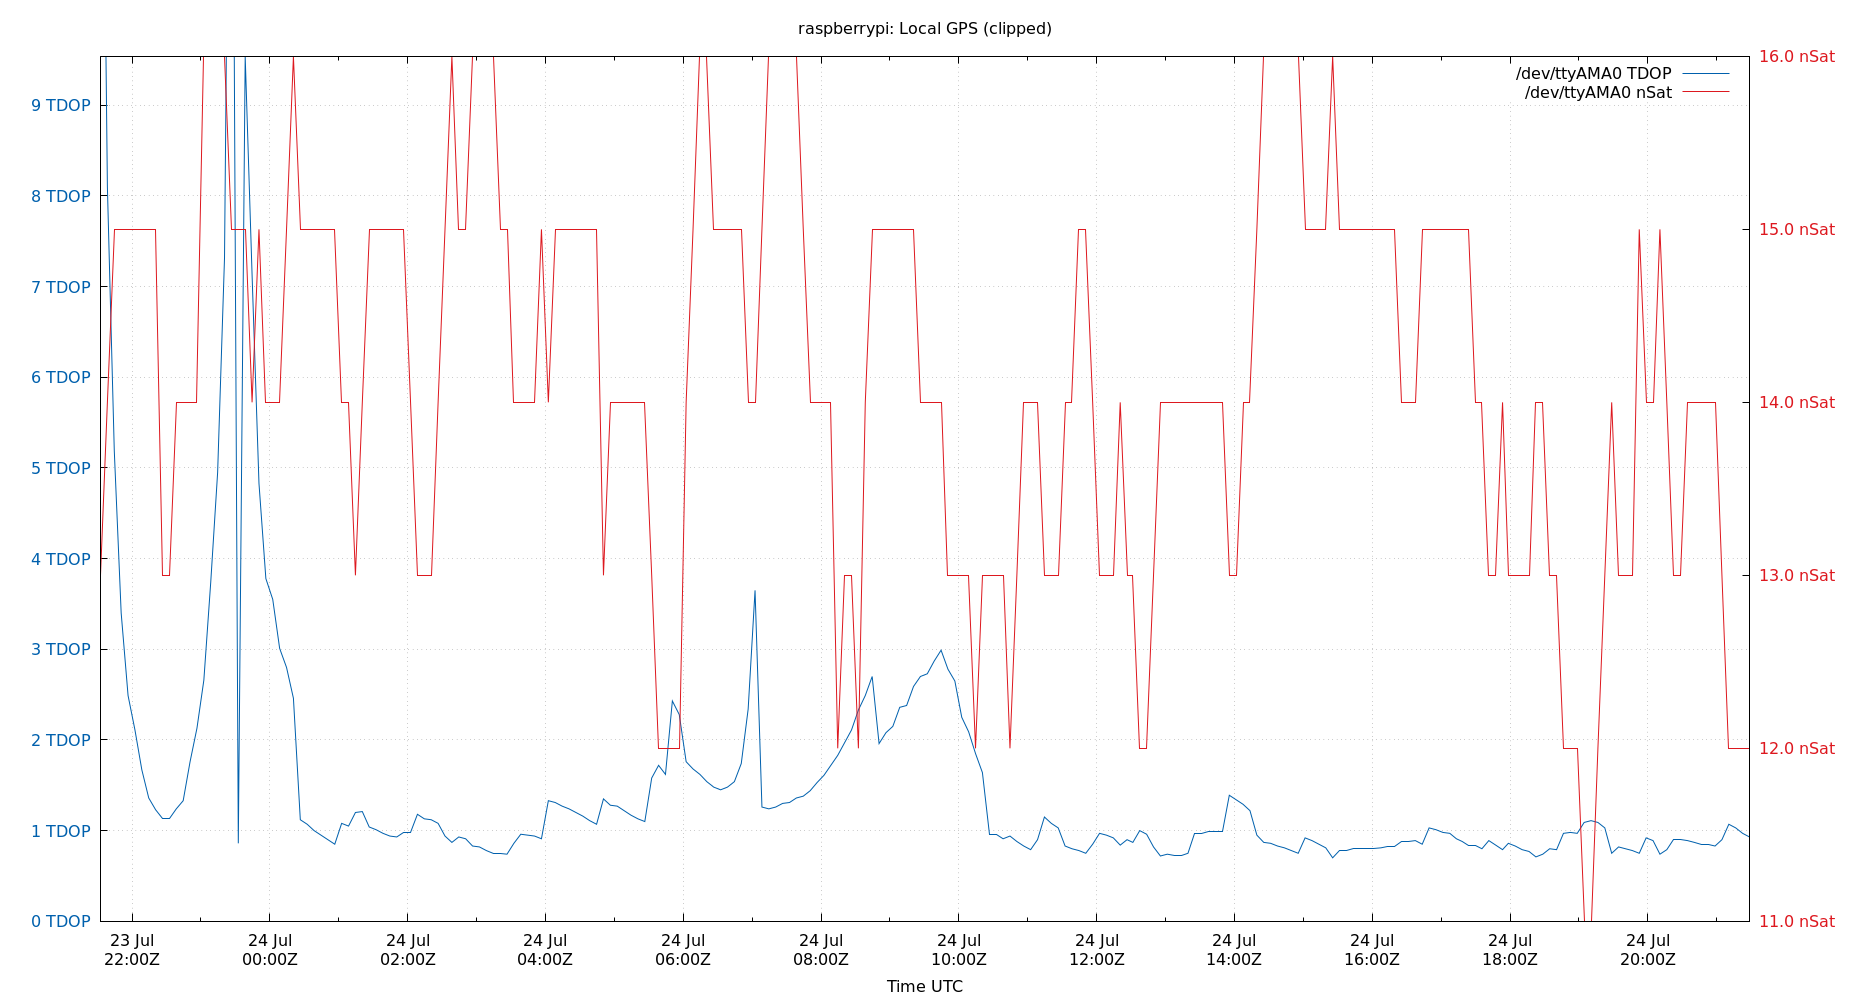 raspberrypi: Local GPS (clipped)
/dev/ttyAMA0 TDOP
/dev/ttyAMA0 nSat
9 TDOP
8 TDOP
7 TDOP
6 TDOP
5 TDOP
4 TDOP
3 TDOP
2 TDOP
1 TDOP
0 TDOP
16.0 nSat
15.0 nSat
14.0 nSat
13.0 nSat
12.0 nSat
11.0 nSat
23 Jul 24 Jul 24 Jul 24 Jul 24 Jul 24 Jul 24 Jul 24 Jul 24 Jul 24 Jul 24 Jul 24 Jul
22:00Z 00:00Z 02:00Z 04:00Z 06:00Z 08:00Z 10:00Z 12:00Z 14:00Z 16:00Z 18:00Z 20:00Z
Time UTC